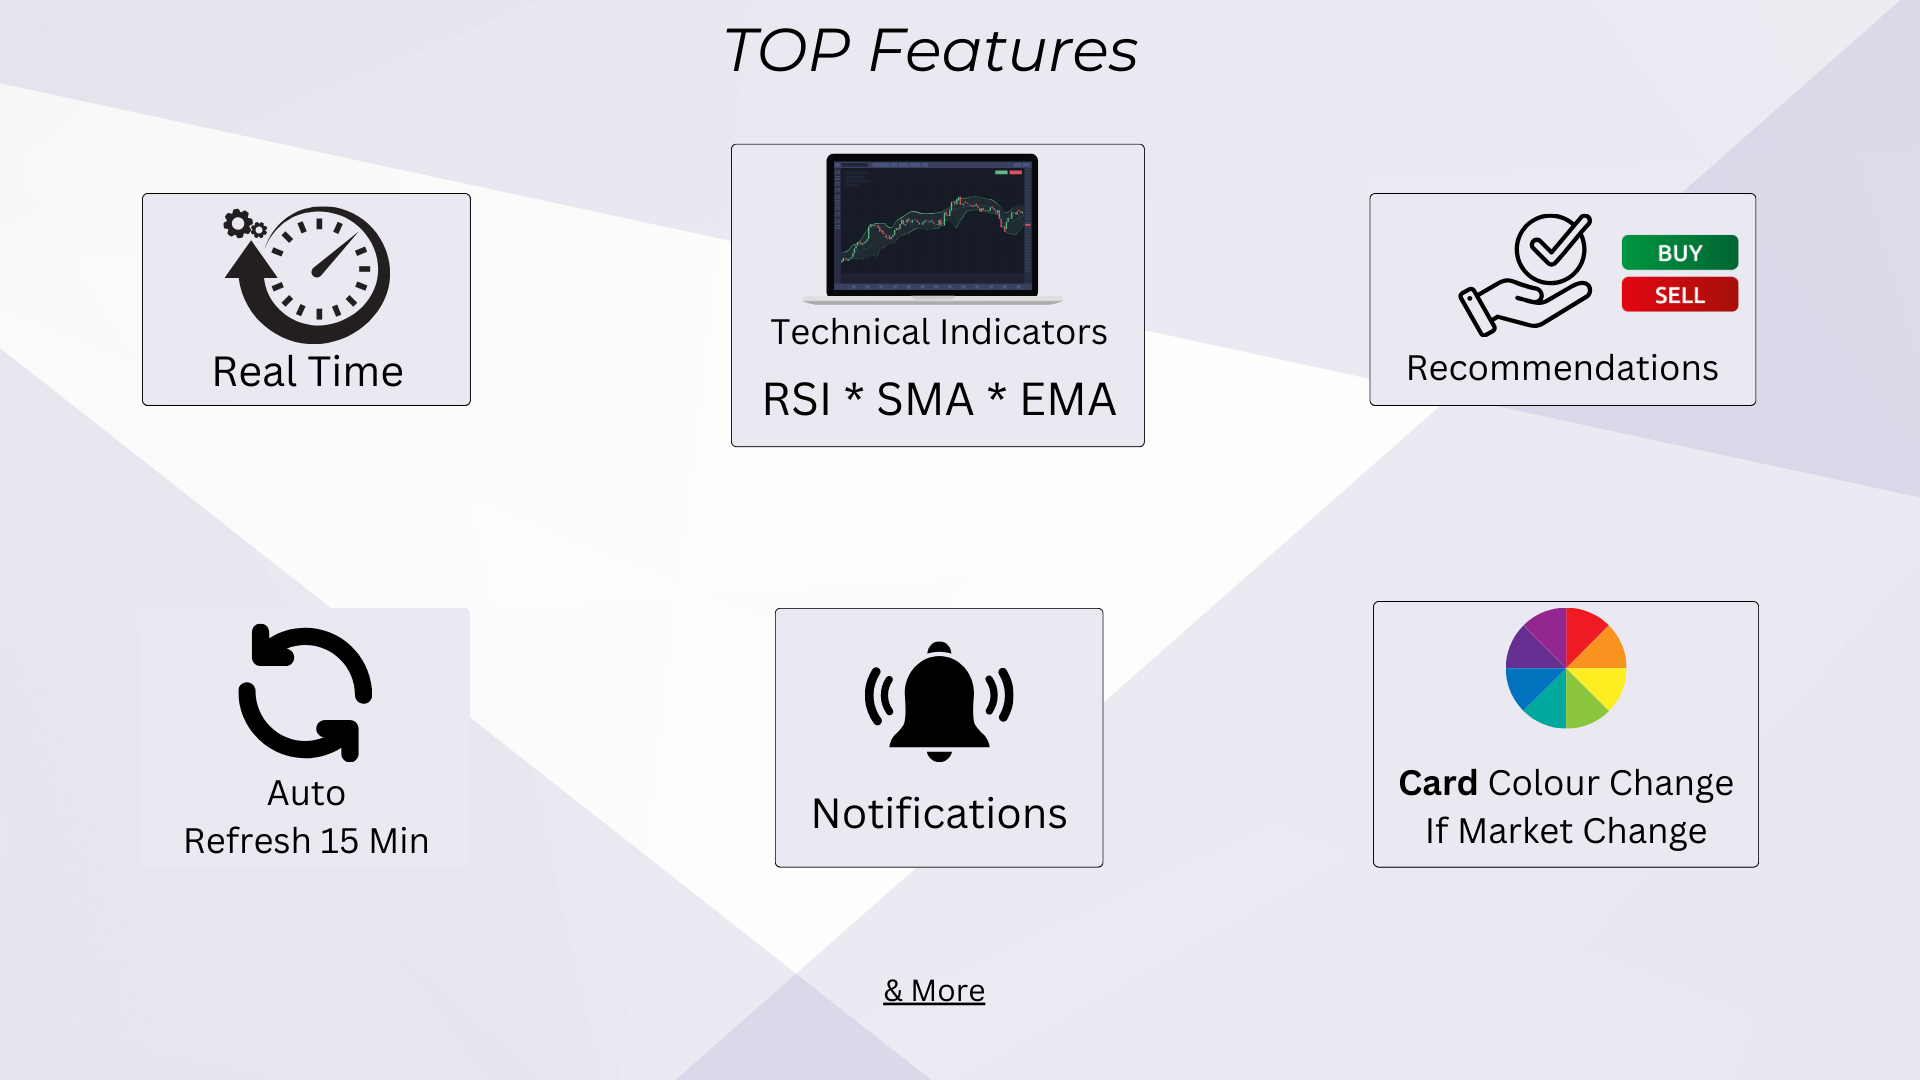 TOP Features
Real Time
Technical Indicators
RSI * SMA * EMA
BUY
SELL
Recommendations
Auto
Refresh 15 Min
Notifications
Card Colour Change
If Market Change
& More